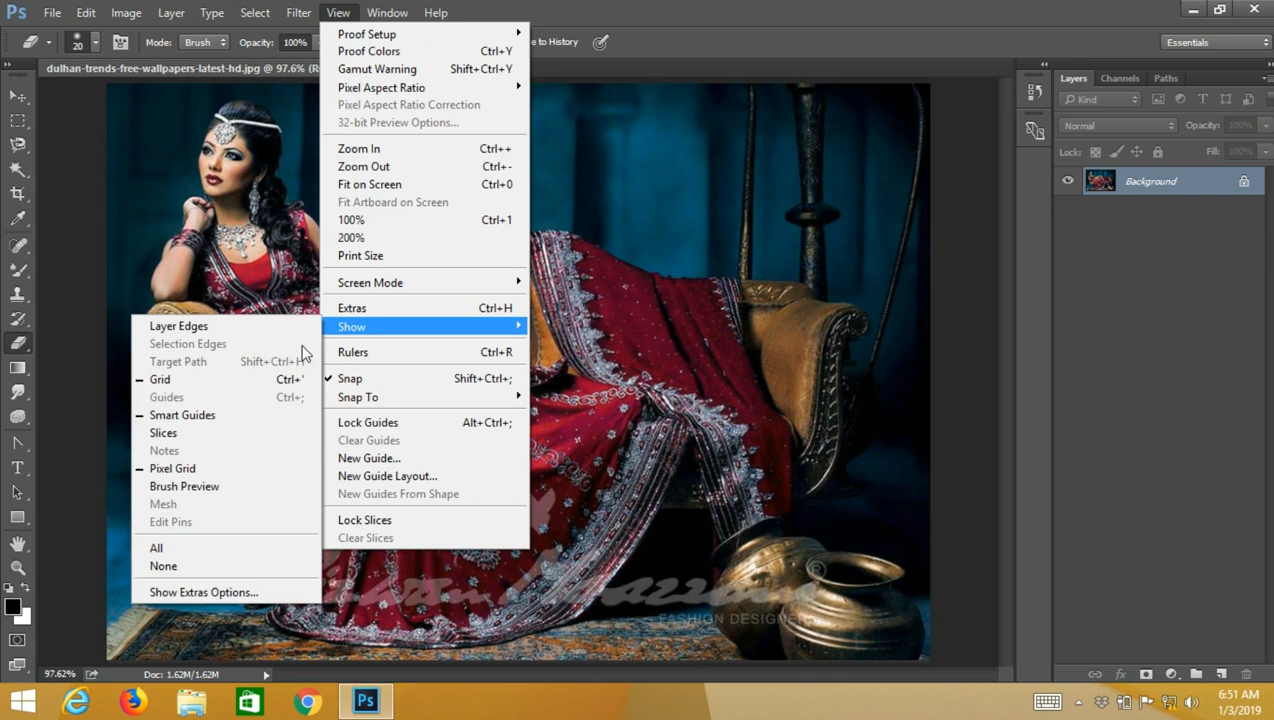 Ps File Edit Image Layer Type Select Filter View Window Help
20 Mode: Brush Opacity: 100% to History Essentials
dulhan-trends-free-wallpapers-latest-hd.jpg @ 97.6%
Proof Setup
Proof Colors Ctrl+Y
Gamut Warning Shift+Ctrl+Y
Pixel Aspect Ratio
Pixel Aspect Ratio Correction
32-bit Preview Options...
Zoom In Ctrl++
Zoom Out Ctrl+-
Fit on Screen Ctrl+0
Fit Artboard on Screen
100% Ctrl+1
200%
Print Size
Screen Mode
Extras Ctrl+H
Show
Rulers Ctrl+R
Snap Shift+Ctrl+;
Snap To
Lock Guides Alt+Ctrl+;
Clear Guides
New Guide...
New Guide Layout...
New Guides From Shape
Lock Slices
Clear Slices
Layer Edges
Selection Edges
Target Path Shift+Ctrl+H
Grid Ctrl+'
Guides Ctrl+;
Smart Guides
Slices
Notes
Pixel Grid
Brush Preview
Mesh
Edit Pins
All
None
Show Extras Options...
Layers Channels Paths
Kind
Normal Opacity: 100%
Lock: Fill: 100%
Background
FASHION DESIGNER
97.62% Doc: 1.62M/1.62M
Ps
6:51 AM
1/3/2019